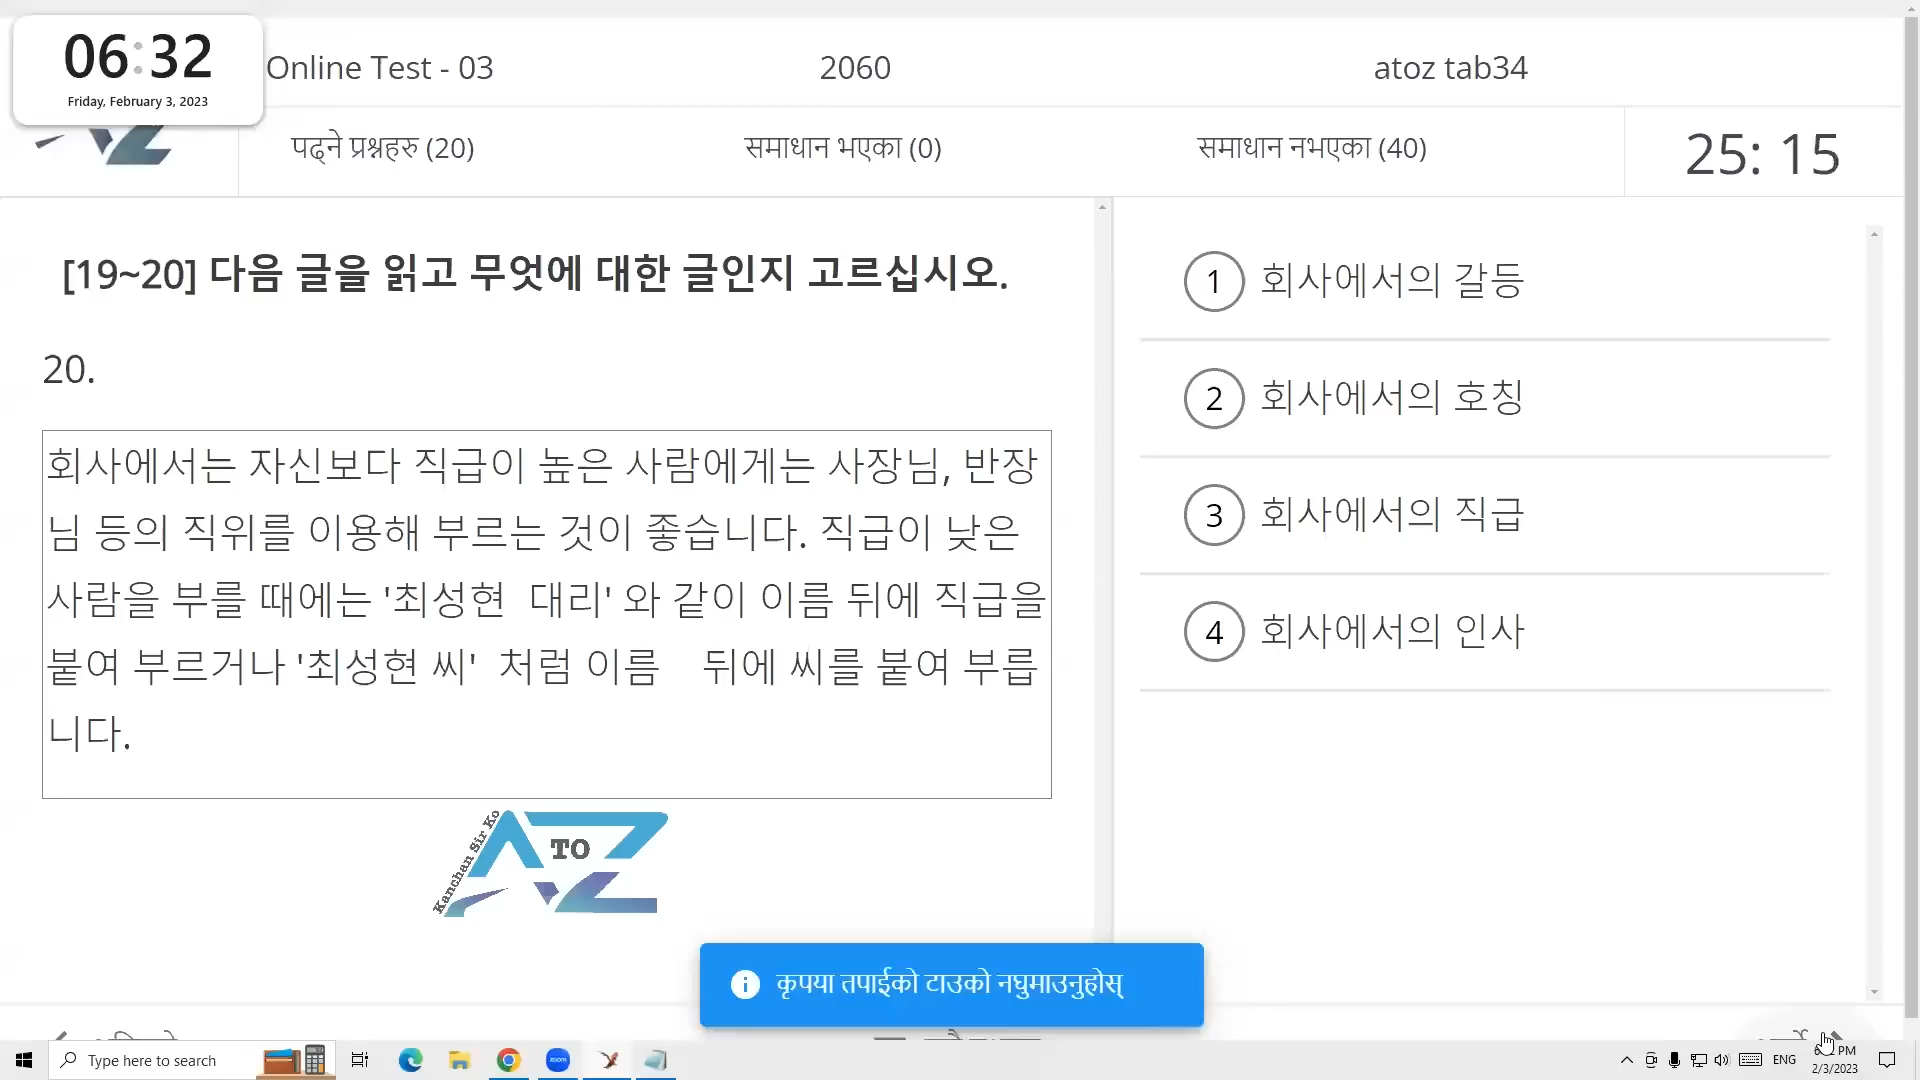 06:32
Friday, February 3, 2023
Online Test - 03
2060
atoz tab34
पढ्ने प्रश्नहरु (20)
समाधान भएका (0)
समाधान नभएका (40)
25: 15
[19~20] 다음 글을 읽고 무엇에 대한 글인지 고르십시오.
20.
회사에서는 자신보다 직급이 높은 사람에게는 사장님, 반장
님 등의 직위를 이용해 부르는 것이 좋습니다. 직급이 낮은
사람을 부를 때에는 '최성현 대리' 와 같이 이름 뒤에 직급을
붙여 부르거나 '최성현 씨' 처럼 이름 뒤에 씨를 붙여 부릅
니다.
Kanchan Sir Ko
A TO Z
1 회사에서의 갈등
2 회사에서의 호칭
3 회사에서의 직급
4 회사에서의 인사
कृपया तपाईको टाउको नघुमाउनुहोस्
Type here to search
zoom
ENG
PM
2/3/2023